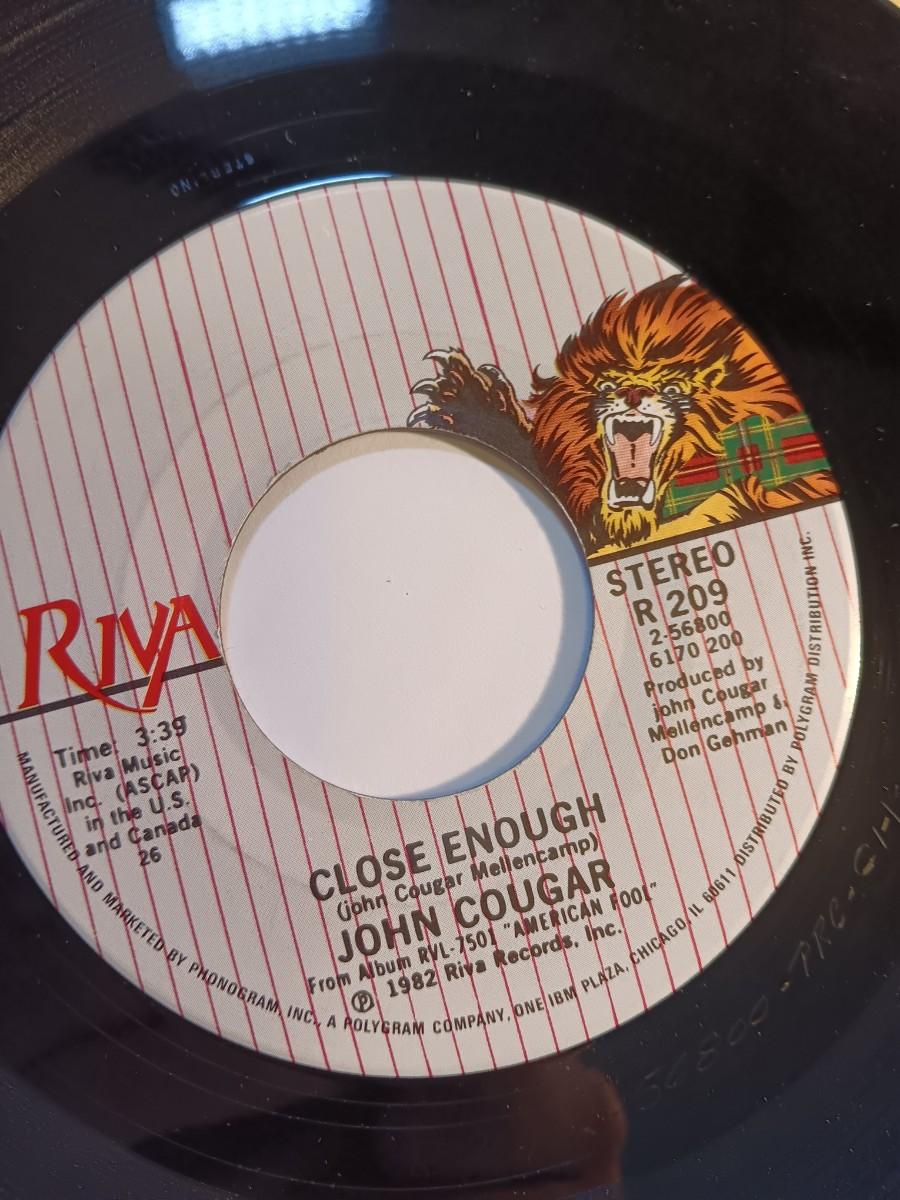 STERLING
RIVA
Time: 3:39
Riva Music
Inc. (ASCAP)
in the U.S.
and Canada
26
STEREO
R 209
2-56800
6170 200
Produced by
john Cougar
Mellencamp &
Don Gehman
CLOSE ENOUGH
(john Cougar Mellencamp)
JOHN COUGAR
From Album RVL-7501 "AMERICAN FOOL"
℗ 1982 Riva Records, Inc.
MANUFACTURED AND MARKETED BY PHONOGRAM, INC., A POLYGRAM COMPANY, ONE IBM PLAZA, CHICAGO, IL 60611 DISTRIBUTED BY POLYGRAM DISTRIBUTION INC.